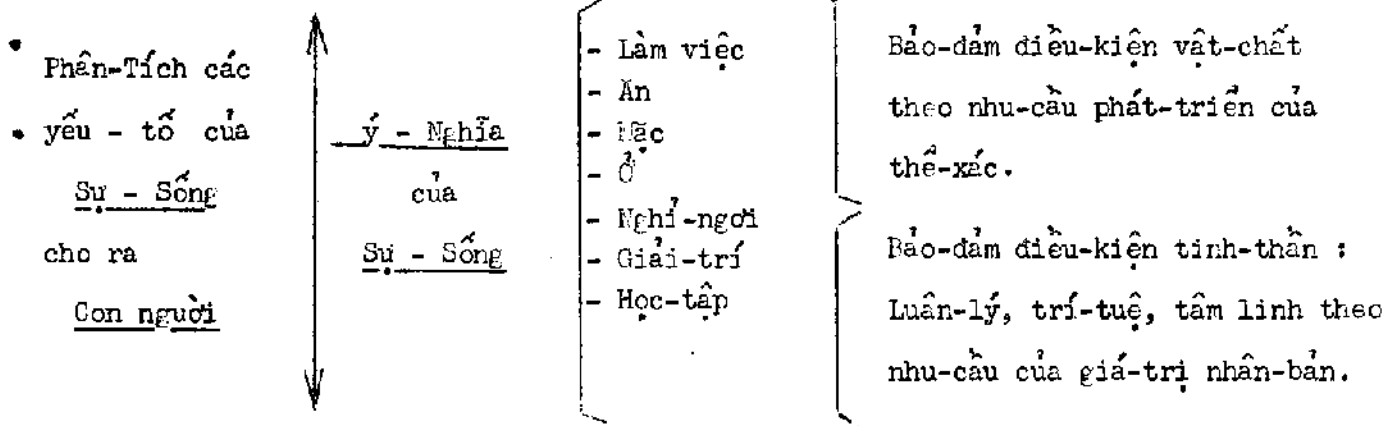 Phân-Tích các
yếu - tố của
Sự - Sống
cho ra
Con người
ý - Nghĩa
của
Sự - Sống
- Làm việc
- Ăn
- Mặc
- Ở
- Nghỉ-ngơi
- Giải-trí
- Học-tập
Bảo-đảm điều-kiện vật-chất
theo nhu-cầu phát-triển của
thể-xác.
Bảo-đảm điều-kiện tinh-thần :
Luân-lý, trí-tuệ, tâm linh theo
nhu-cầu của giá-trị nhân-bản.